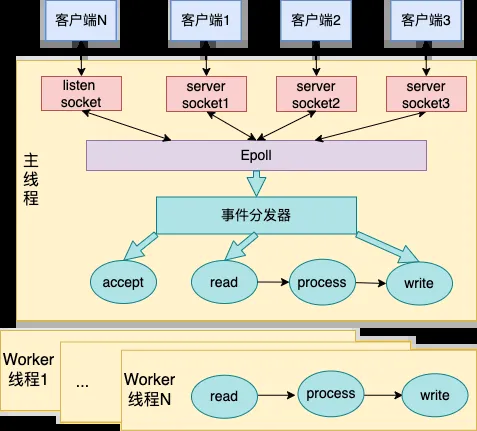 客户端N
客户端1
客户端2
客户端3
listen
socket
server
socket1
server
socket2
server
socket3
主线程
Epoll
事件分发器
accept
read
process
write
Worker
线程1
...
Worker
线程N
read
process
write